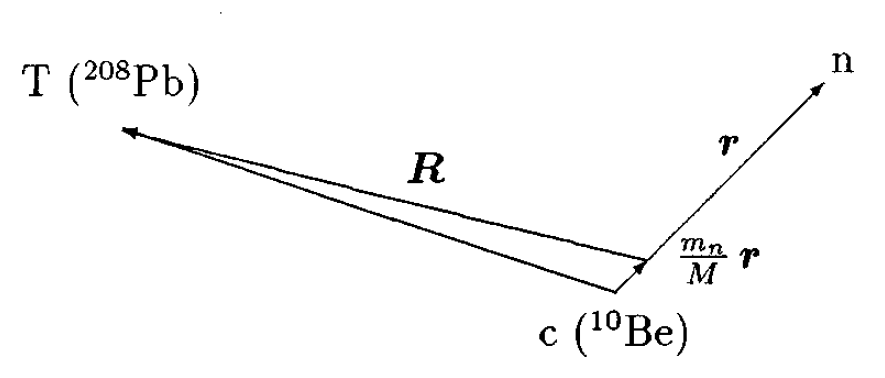 n
T (²⁰⁸Pb)
r
R
mₙ/M r
c (¹⁰Be)